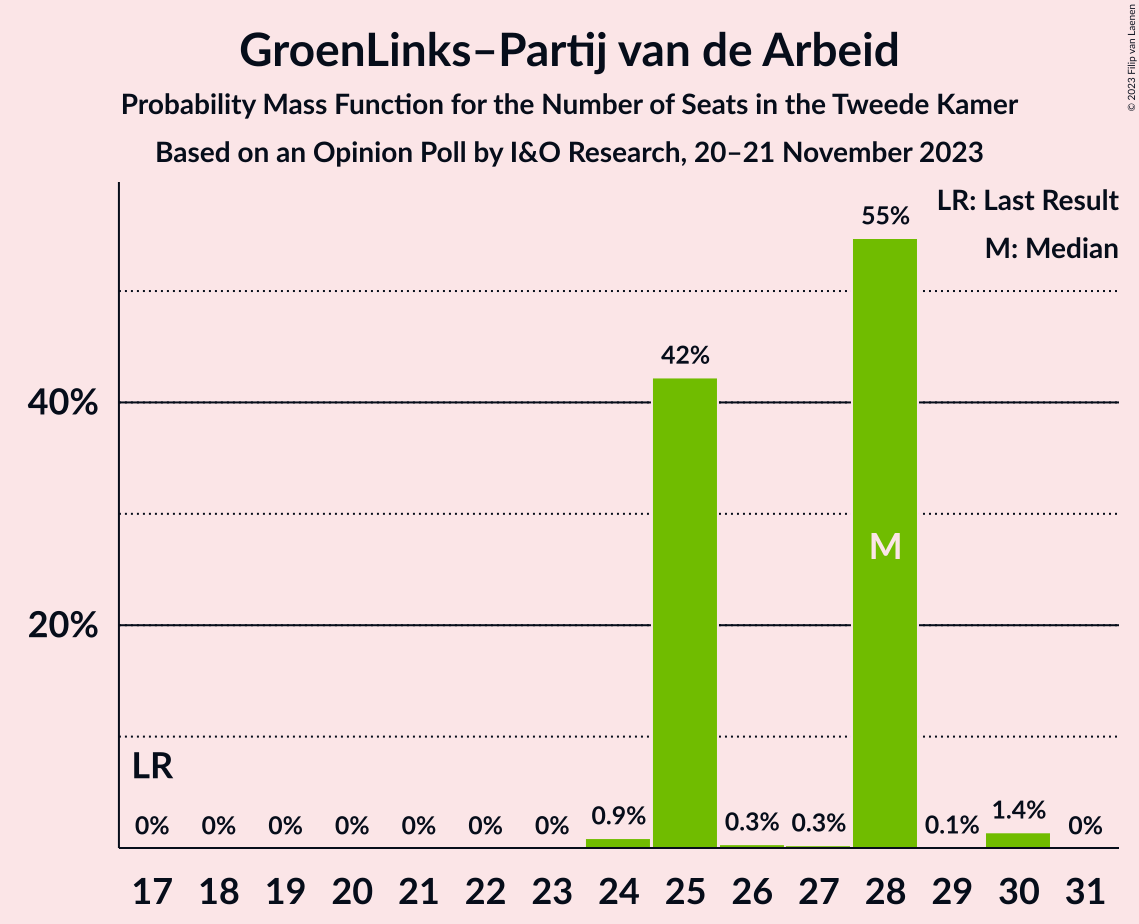 GroenLinks–Partij van de Arbeid
Probability Mass Function for the Number of Seats in the Tweede Kamer
Based on an Opinion Poll by I&O Research, 20–21 November 2023
© 2023 Filip van Laenen
LR: Last Result
M: Median
55%
42%
40%
M
20%
LR
0% 0% 0% 0% 0% 0% 0% 0.9% 0.3% 0.3% 0.1% 1.4% 0%
17 18 19 20 21 22 23 24 25 26 27 28 29 30 31